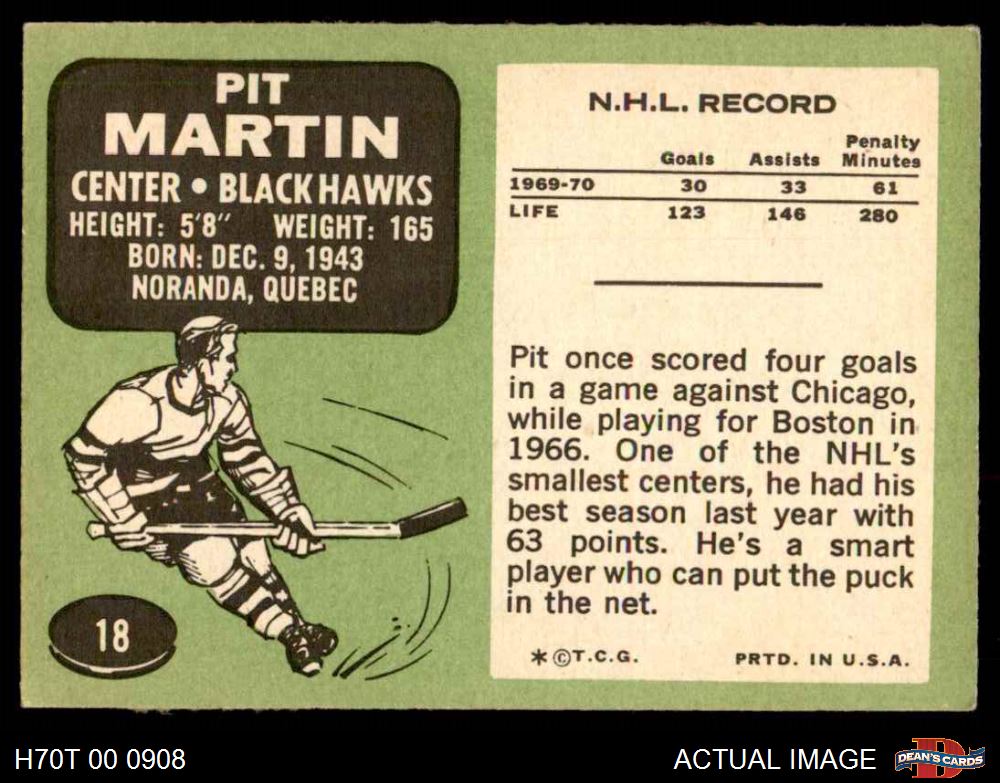 PIT
MARTIN
CENTER • BLACK HAWKS
HEIGHT: 5'8" WEIGHT: 165
BORN: DEC. 9, 1943
NORANDA, QUEBEC
18
N.H.L. RECORD
Goals Assists Penalty Minutes
1969-70 30 33 61
LIFE 123 146 280
Pit once scored four goals
in a game against Chicago,
while playing for Boston in
1966. One of the NHL's
smallest centers, he had his
best season last year with
63 points. He's a smart
player who can put the puck
in the net.
*©T.C.G. PRTD. IN U.S.A.
H70T 00 0908
ACTUAL IMAGE
D
DEAN'S CARDS